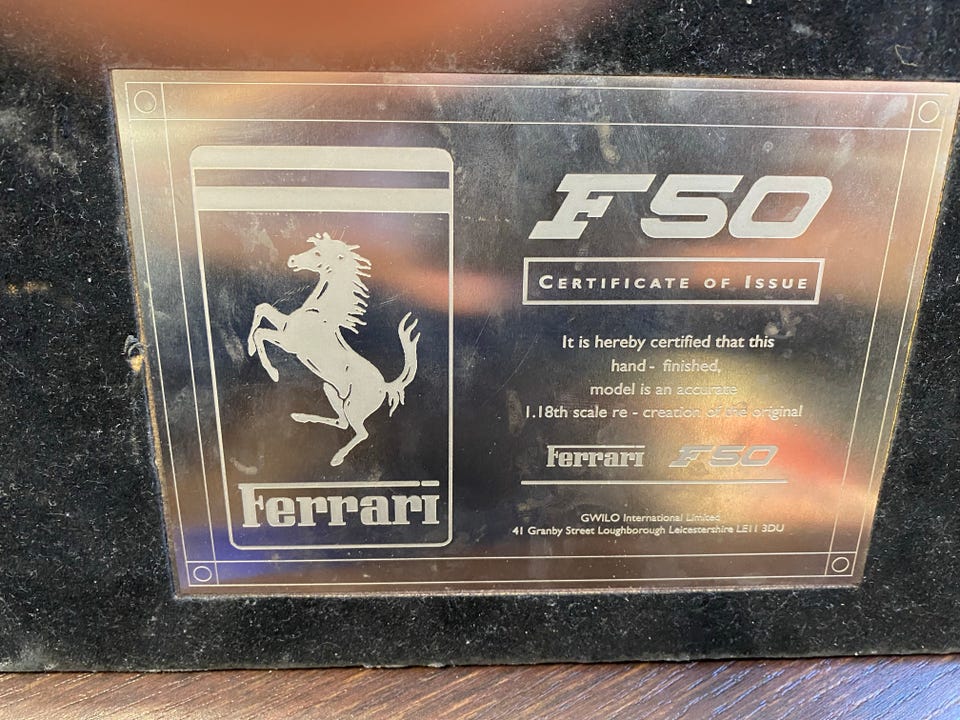 Ferrari
F50
CERTIFICATE OF ISSUE
It is hereby certified that this
hand - finished,
model is an accurate
1.18th scale re - creation of the original
Ferrari F50
GWILO International Limited
41 Granby Street Loughborough Leicestershire LE11 3DU